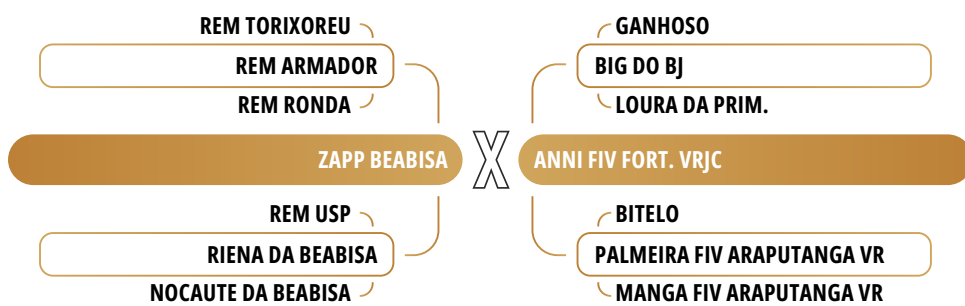 REM TORIXOREU
REM ARMADOR
REM RONDA
ZAPP BEABISA
REM USP
RIENA DA BEABISA
NOCAUTE DA BEABISA
X
GANHOSO
BIG DO BJ
LOURA DA PRIM.
ANNI FIV FORT. VRJC
BITELO
PALMEIRA FIV ARAPUTANGA VR
MANGA FIV ARAPUTANGA VR